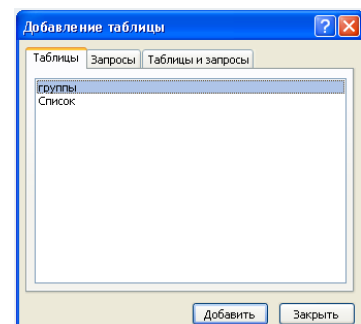 Добавление таблицы
Таблицы Запросы Таблицы и запросы
группы
Список
Добавить Закрыть